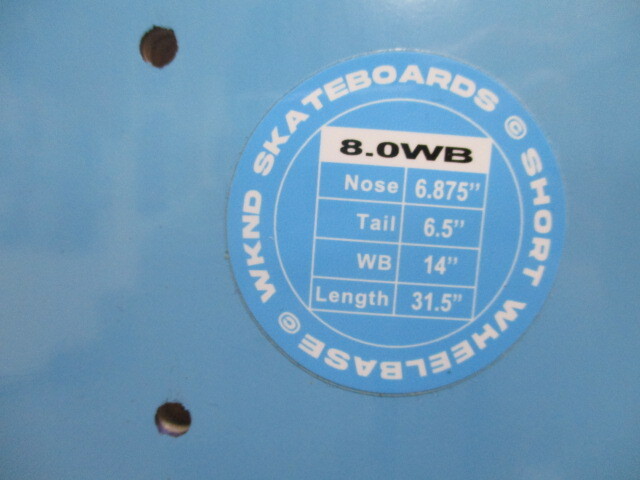 WKND SKATEBOARDS © SHORT WHEELBASE ©
8.0WB
Nose 6.875”
Tail 6.5”
WB 14”
Length 31.5”